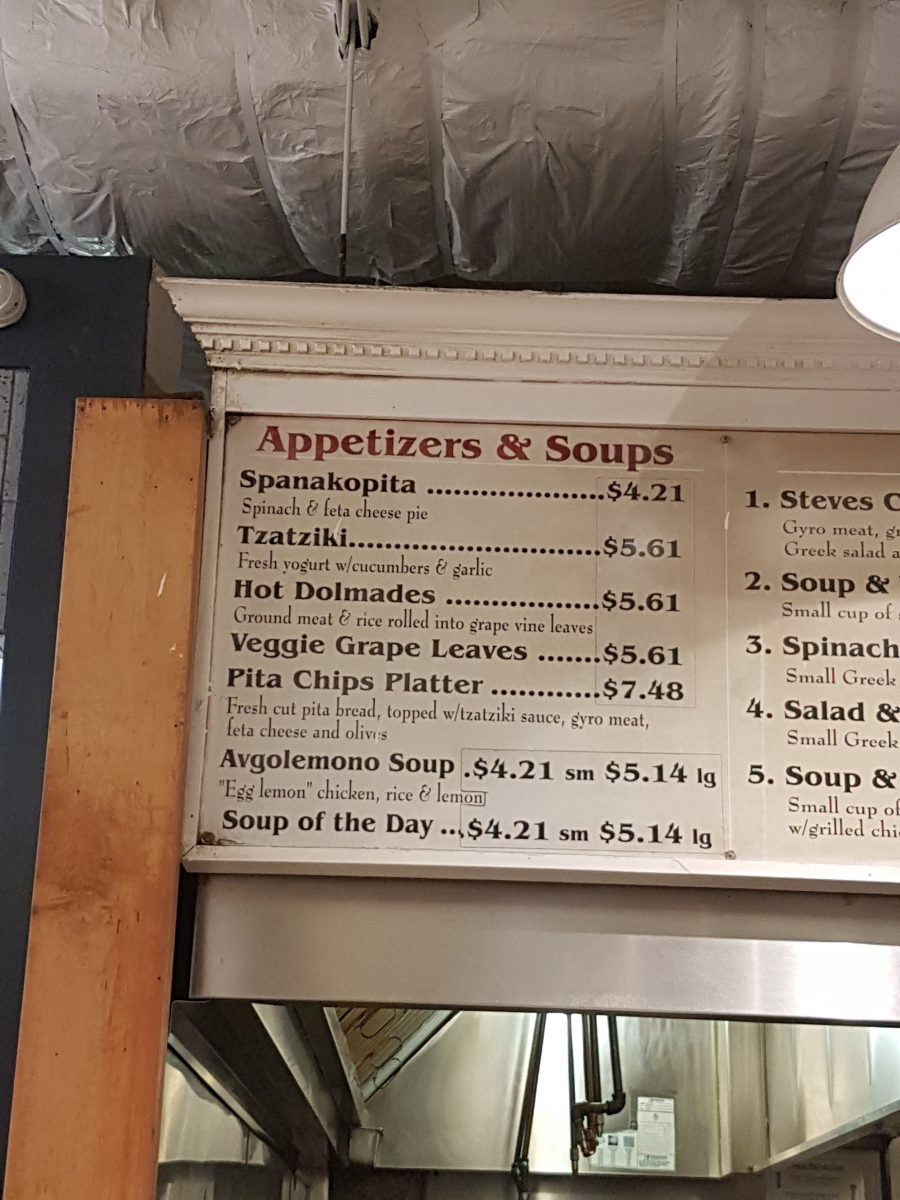 Appetizers & Soups
Spanakopita .....................$4.21
Spinach & feta cheese pie
Tzatziki.............................$5.61
Fresh yogurt w/cucumbers & garlic
Hot Dolmades ..................$5.61
Ground meat & rice rolled into grape vine leaves
Veggie Grape Leaves .......$5.61
Pita Chips Platter .............$7.48
Fresh cut pita bread, topped w/tzatziki sauce, gyro meat,
feta cheese and olives
Avgolemono Soup .$4.21 sm $5.14 lg
"Egg lemon" chicken, rice & lemon
Soup of the Day ...$4.21 sm $5.14 lg
1. Steves
Gyro meat,
Greek salad
2. Soup &
Small cup of
3. Spinach
Small Greek
4. Salad &
Small Greek
5. Soup &
Small cup of
w/grilled